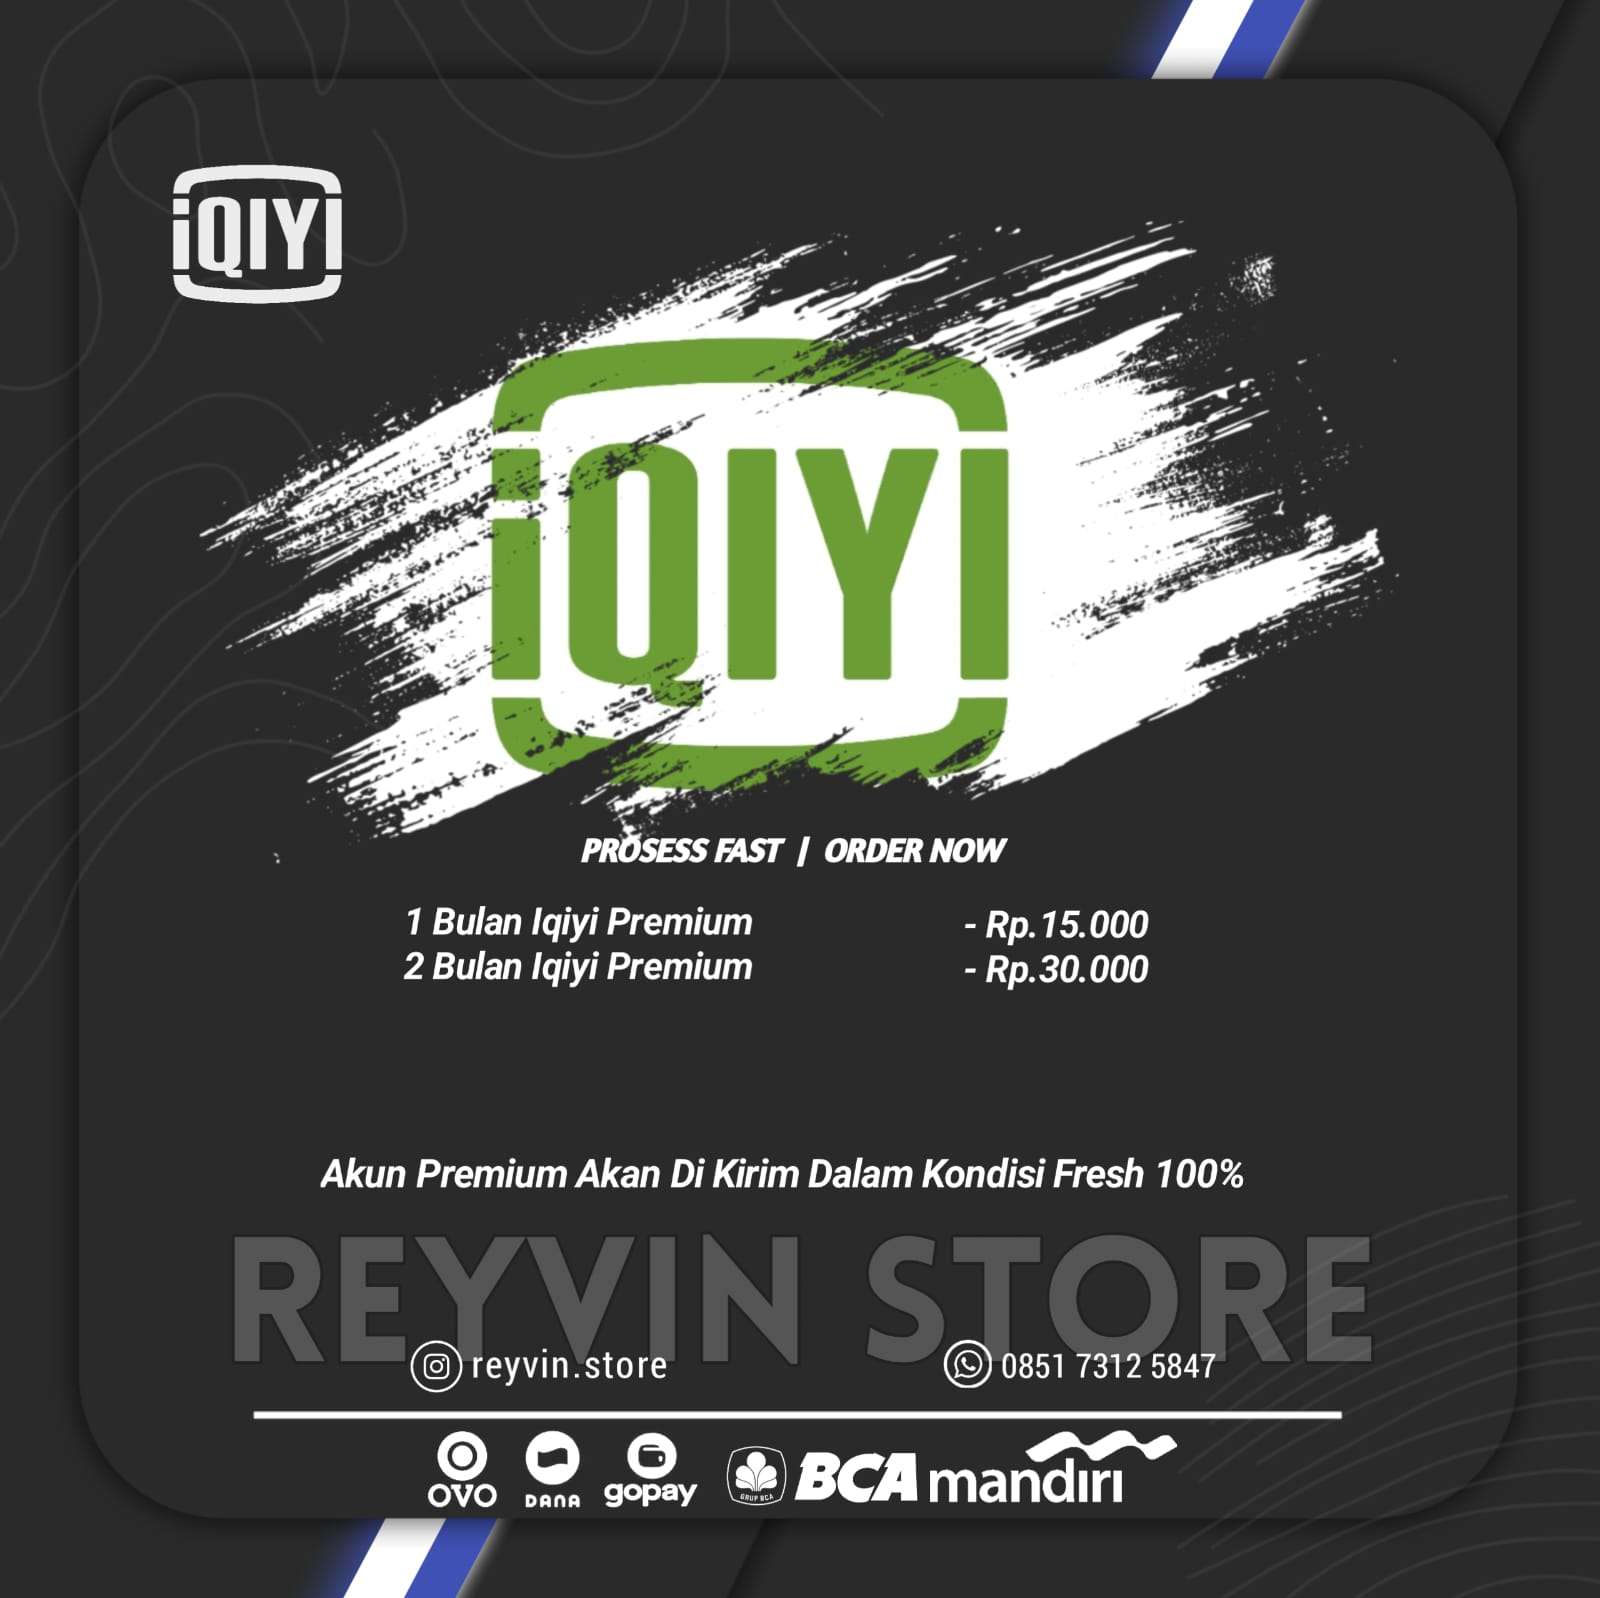 iQIYI
iQIYI
PROSESS FAST | ORDER NOW
1 Bulan Iqiyi Premium - Rp.15.000
2 Bulan Iqiyi Premium - Rp.30.000
Akun Premium Akan Di Kirim Dalam Kondisi Fresh 100%
REYVIN STORE
reyvin.store 0851 7312 5847
OVO DANA gopay GRUP BCA BCA mandiri